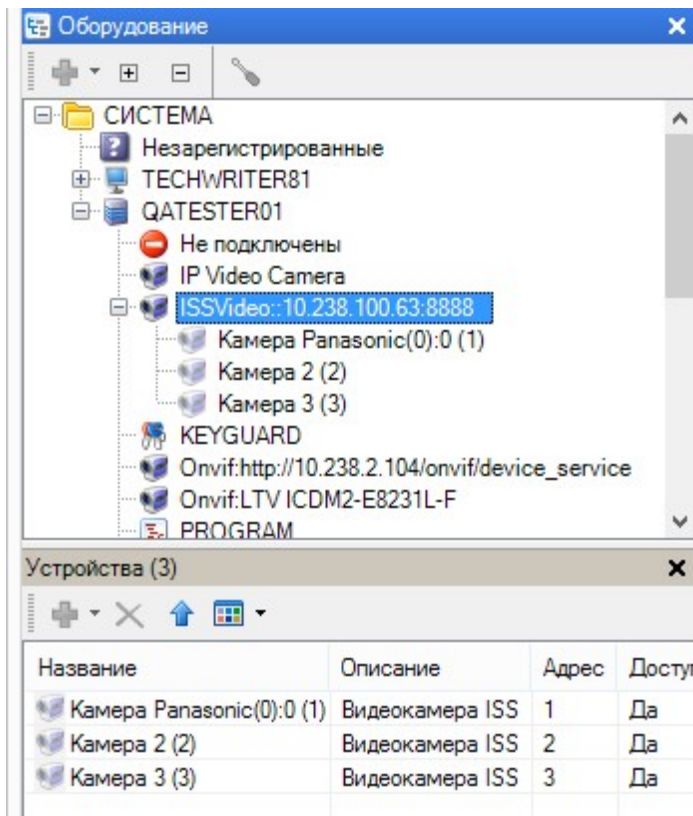 Оборудование
СИСТЕМА
Незарегистрированные
TECHWRITER81
QATESTER01
Не подключены
IP Video Camera
ISSVideo::10.238.100.63:8888
Камера Panasonic(0):0 (1)
Камера 2 (2)
Камера 3 (3)
KEYGUARD
Onvif:http://10.238.2.104/onvif/device_service
Onvif:LTV ICDM2-E8231L-F
PROGRAM
Устройства (3)
Название Описание Адрес Доступ
Камера Panasonic(0):0 (1) Видеокамера ISS 1 Да
Камера 2 (2) Видеокамера ISS 2 Да
Камера 3 (3) Видеокамера ISS 3 Да